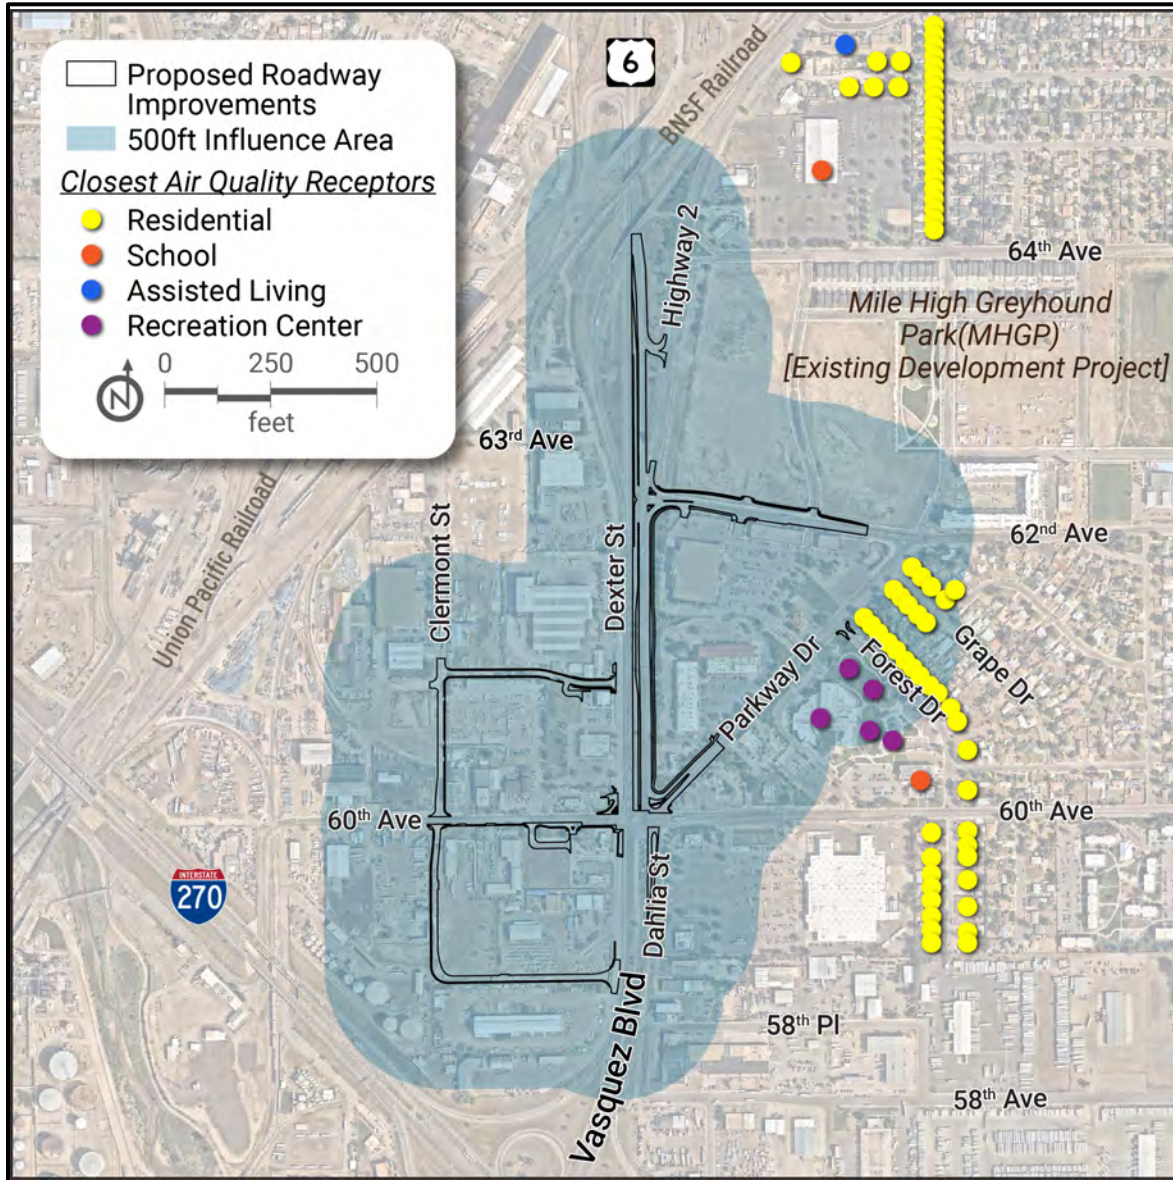 6
BNSF Railroad
Proposed Roadway
Improvements
500ft Influence Area
Closest Air Quality Receptors
Residential
School
Assisted Living
Recreation Center
0 250 500
feet
N
Highway 2
64th Ave
Mile High Greyhound
Park(MHGP)
[Existing Development Project]
63rd Ave
Union Pacific Railroad
Clermont St
Dexter St
62nd Ave
Grape Dr
Forest Dr
Parkway Dr
60th Ave
60th Ave
INTERSTATE
270
Dahlia St
Vasquez Blvd
58th Pl
58th Ave